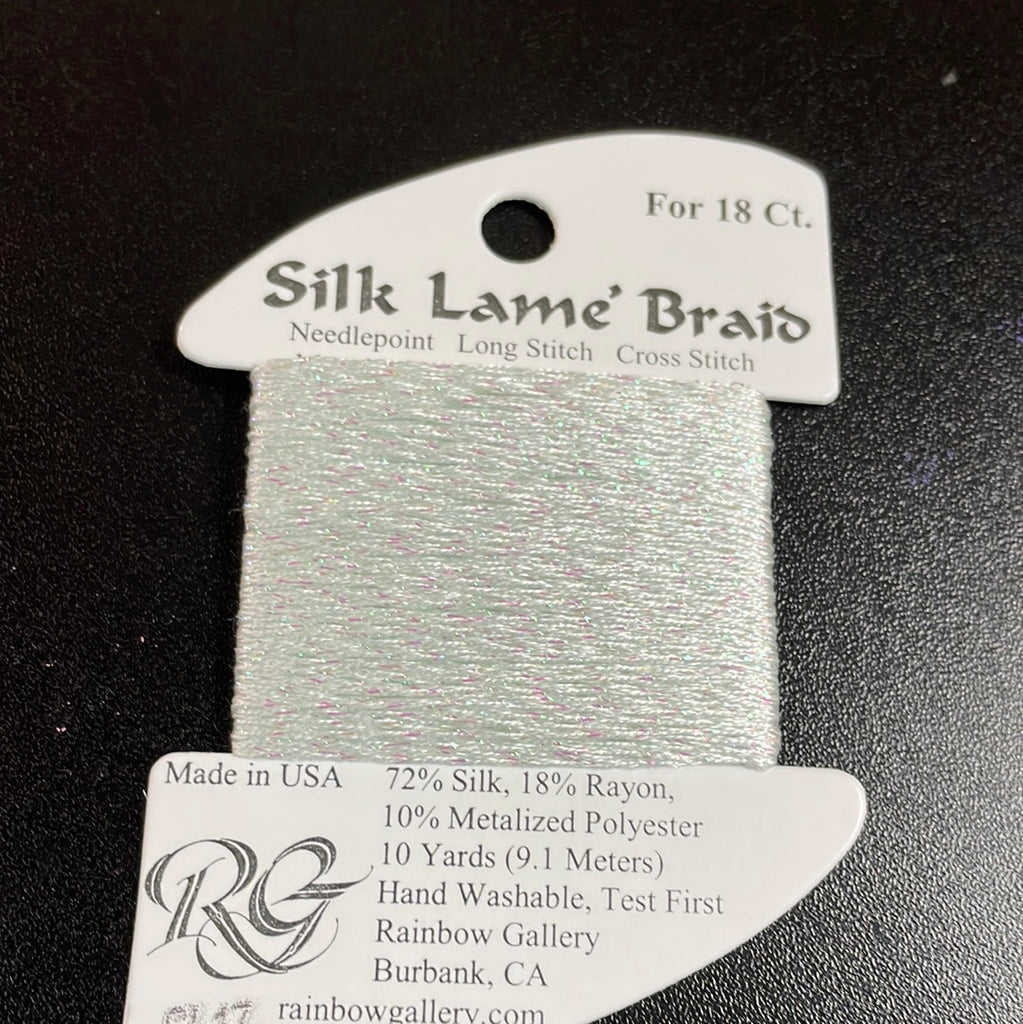 For 18 Ct.
Silk Lame' Braid
Needlepoint Long Stitch Cross Stitch
Made in USA
72% Silk, 18% Rayon,
10% Metalized Polyester
10 Yards (9.1 Meters)
Hand Washable, Test First
Rainbow Gallery
Burbank, CA
RG
rainbowgallery.com